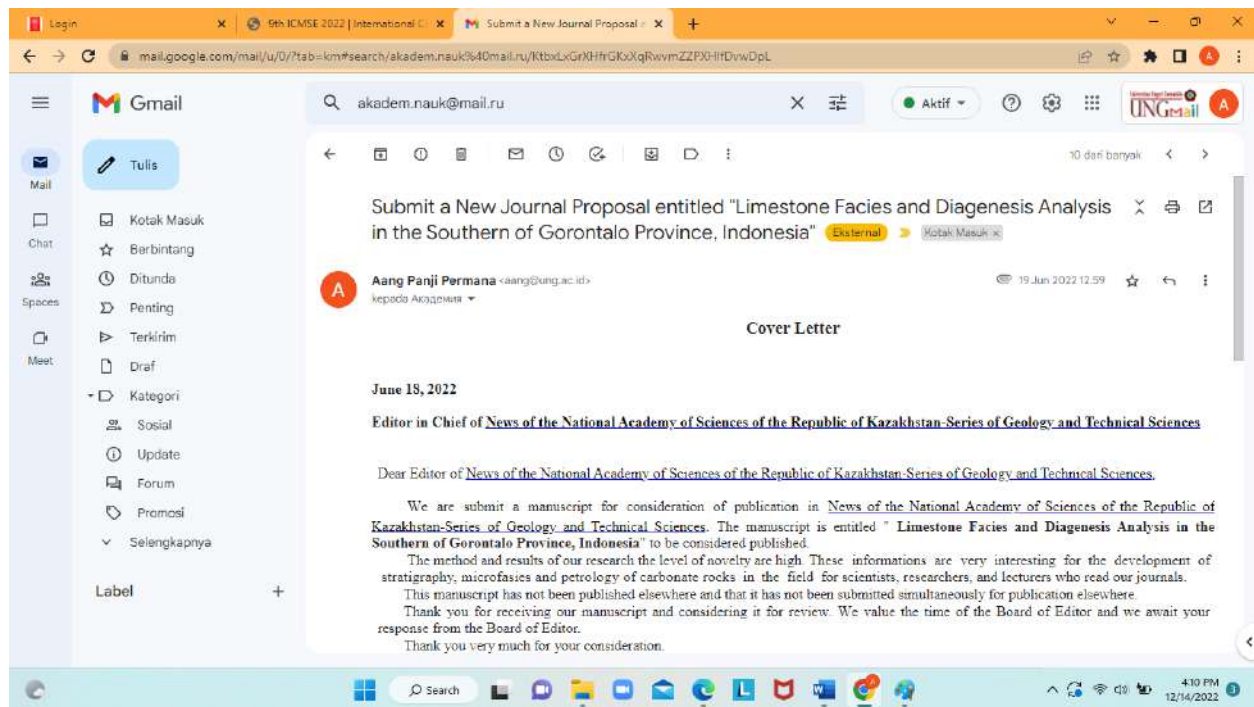 Login
9th ICMSE 2022 | International C
Submit a New Journal Proposal
mail.google.com/mail/u/0/?tab=km#search/akadem.nauk%40mail.ru/
Gmail
akadem.nauk@mail.ru
Aktif
UNGmail
A
Mail
Chat
Spaces
Meet
Tulis
Kotak Masuk
Berbintang
Ditunda
Penting
Terkirim
Draf
Kategori
Sosial
Update
Forum
Promosi
Selengkapnya
Label
10 dari banyak
Submit a New Journal Proposal entitled "Limestone Facies and Diagenesis Analysis
in the Southern of Gorontalo Province, Indonesia" Eksternal Kotak Masuk x
A
Aang Panji Permana <aang@ung.ac.id>
19 Jun 2022 12.59
kepada Академия
Cover Letter
June 18, 2022
Editor in Chief of News of the National Academy of Sciences of the Republic of Kazakhstan-Series of Geology and Technical Sciences
Dear Editor of News of the National Academy of Sciences of the Republic of Kazakhstan-Series of Geology and Technical Sciences,
We are submit a manuscript for consideration of publication in News of the National Academy of Sciences of the Republic of
Kazakhstan-Series of Geology and Technical Sciences. The manuscript is entitled " Limestone Facies and Diagenesis Analysis in the
Southern of Gorontalo Province, Indonesia" to be considered published.
The method and results of our research the level of novelty are high. These informations are very interesting for the development of
stratigraphy, microfasies and petrology of carbonate rocks in the field for scientists, researchers, and lecturers who read our journals.
This manuscript has not been published elsewhere and that it has not been submitted simultaneously for publication elsewhere.
Thank you for receiving our manuscript and considering it for review. We value the time of the Board of Editor and we await your
response from the Board of Editor.
Thank you very much for your consideration.
Search
4:10 PM
12/14/2022